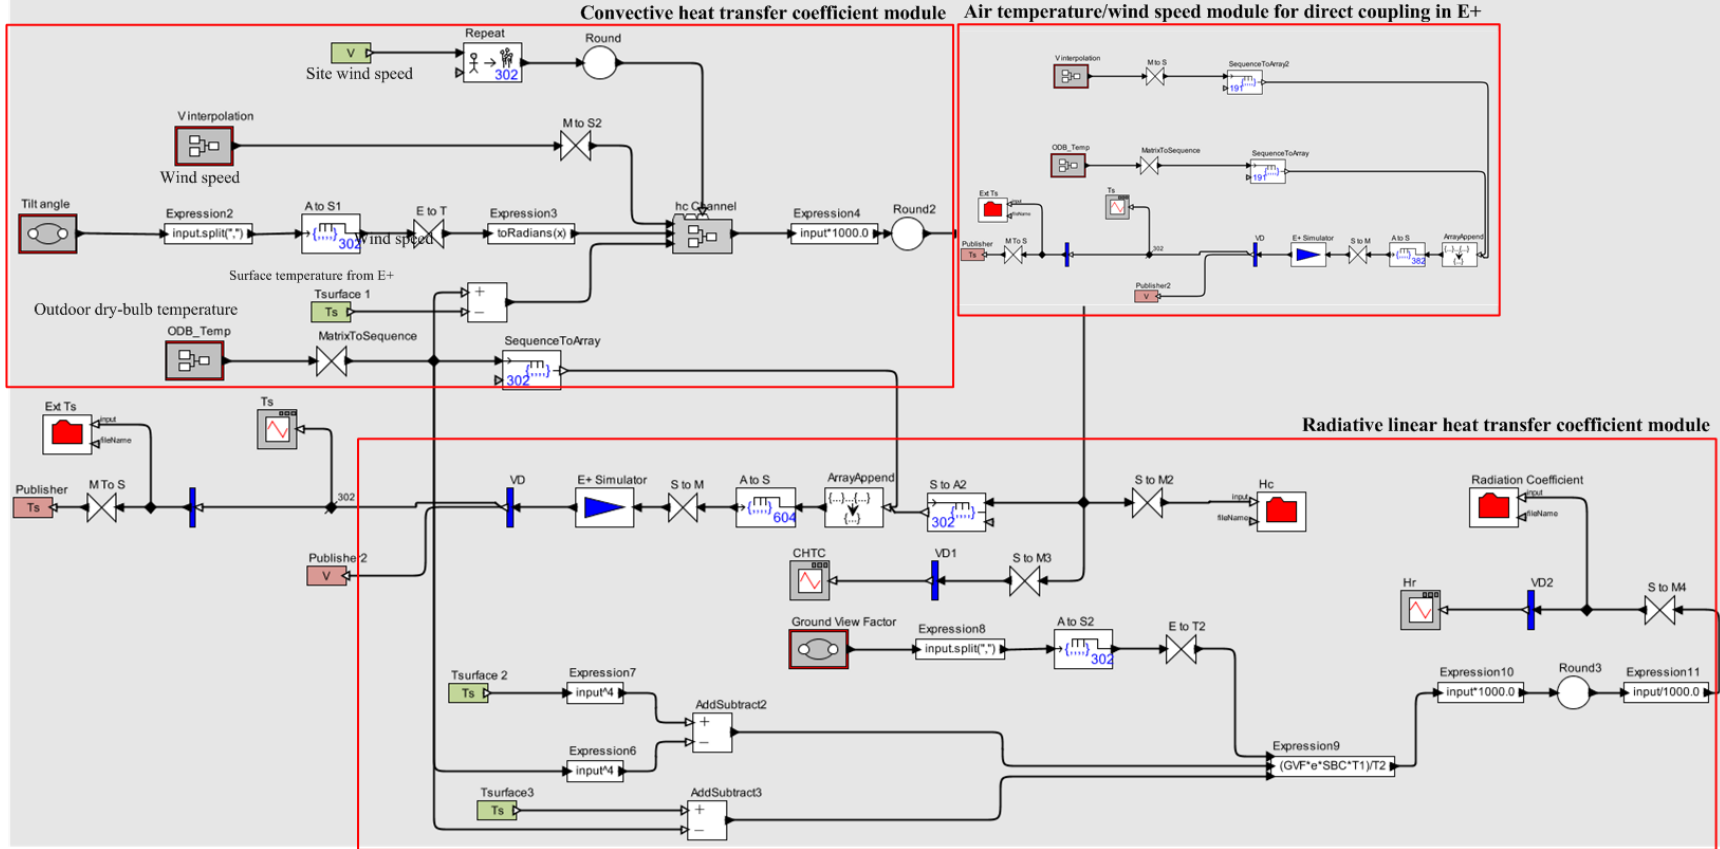 Convective heat transfer coefficient module
Air temperature/wind speed module for direct coupling in E+
V
Site wind speed
Repeat
302
Round
V interpolation
Wind speed
M to S2
Tilt angle
Expression2
input.split(",")
A to S1
{,,,,}
302
Wind speed
E to T
Expression3
toRadians(x)
hc Channel
Expression4
input*1000.0
Round2
Surface temperature from E+
Tsurface 1
Ts
+
−
Outdoor dry-bulb temperature
ODB_Temp
MatrixToSequence
SequenceToArray
302
{,,,,}
V interpolation
M to S
SequenceToArray2
191
{,,,,}
ODB_Temp
MatrixToSequence
SequenceToArray
191
{,,,,}
Ext Ts
input
fileName
Ts
Publisher
Ts
M To S
302
VD
E+ Simulator
S to M
A to S
{,,,,}
382
ArrayAppend
{...}...{...}
{...}
Publisher2
V
Radiative linear heat transfer coefficient module
Ext Ts
input
fileName
Ts
Publisher
Ts
M To S
302
VD
E+ Simulator
S to M
A to S
{,,,,}
604
ArrayAppend
{...}...{...}
{...}
S to A2
302
{,,,,}
S to M2
Hc
input
fileName
Radiation Coefficient
input
fileName
Publisher2
V
CHTC
VD1
S to M3
Hr
VD2
S to M4
Ground View Factor
Expression8
input.split(",")
A to S2
{,,,,}
302
E to T2
Tsurface 2
Ts
Expression7
input^4
AddSubtract2
+
−
Expression6
input^4
Expression10
input*1000.0
Round3
Expression11
input/1000.0
Expression9
(GVF*e*SBC*T1)/T2
Tsurface3
Ts
AddSubtract3
+
−